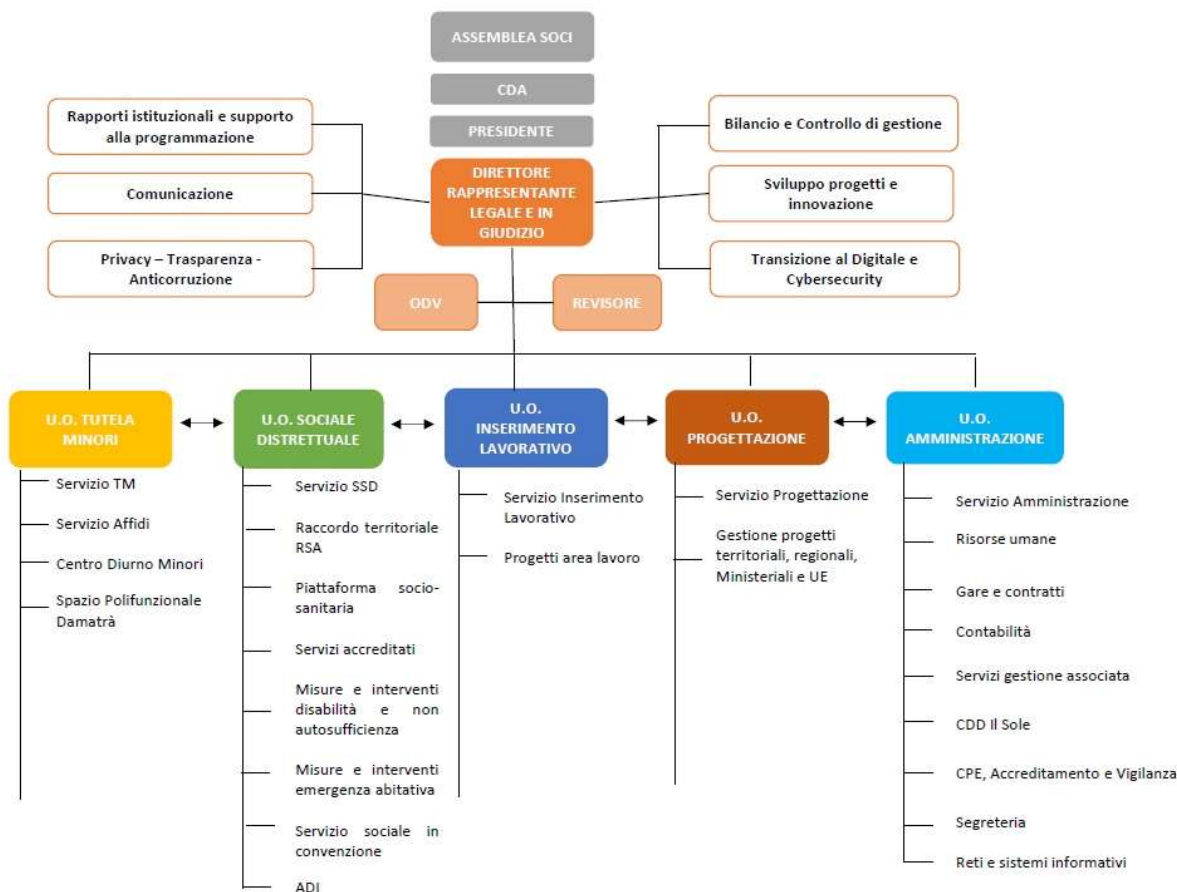 ASSEMBLEA SOCI
CDA
PRESIDENTE
DIRETTORE
RAPPRESENTANTE
LEGALE E IN
GIUDIZIO
Rapporti istituzionali e supporto
alla programmazione
Comunicazione
Privacy – Trasparenza -
Anticorruzione
Bilancio e Controllo di gestione
Sviluppo progetti e
innovazione
Transizione al Digitale e
Cybersecurity
ODV
REVISORE
U.O. TUTELA
MINORI
Servizio TM
Servizio Affidi
Centro Diurno Minori
Spazio Polifunzionale
Damatrà
U.O. SOCIALE
DISTRETTUALE
Servizio SSD
Raccordo territoriale
RSA
Piattaforma socio-
sanitaria
Servizi accreditati
Misure e interventi
disabilità e non
autosufficienza
Misure e interventi
emergenza abitativa
Servizio sociale in
convenzione
ADI
U.O.
INSERIMENTO
LAVORATIVO
Servizio Inserimento
Lavorativo
Progetti area lavoro
U.O.
PROGETTAZIONE
Servizio Progettazione
Gestione progetti
territoriali, regionali,
Ministeriali e UE
U.O.
AMMINISTRAZIONE
Servizio Amministrazione
Risorse umane
Gare e contratti
Contabilità
Servizi gestione associata
CDD Il Sole
CPE, Accreditamento e Vigilanza
Segreteria
Reti e sistemi informativi